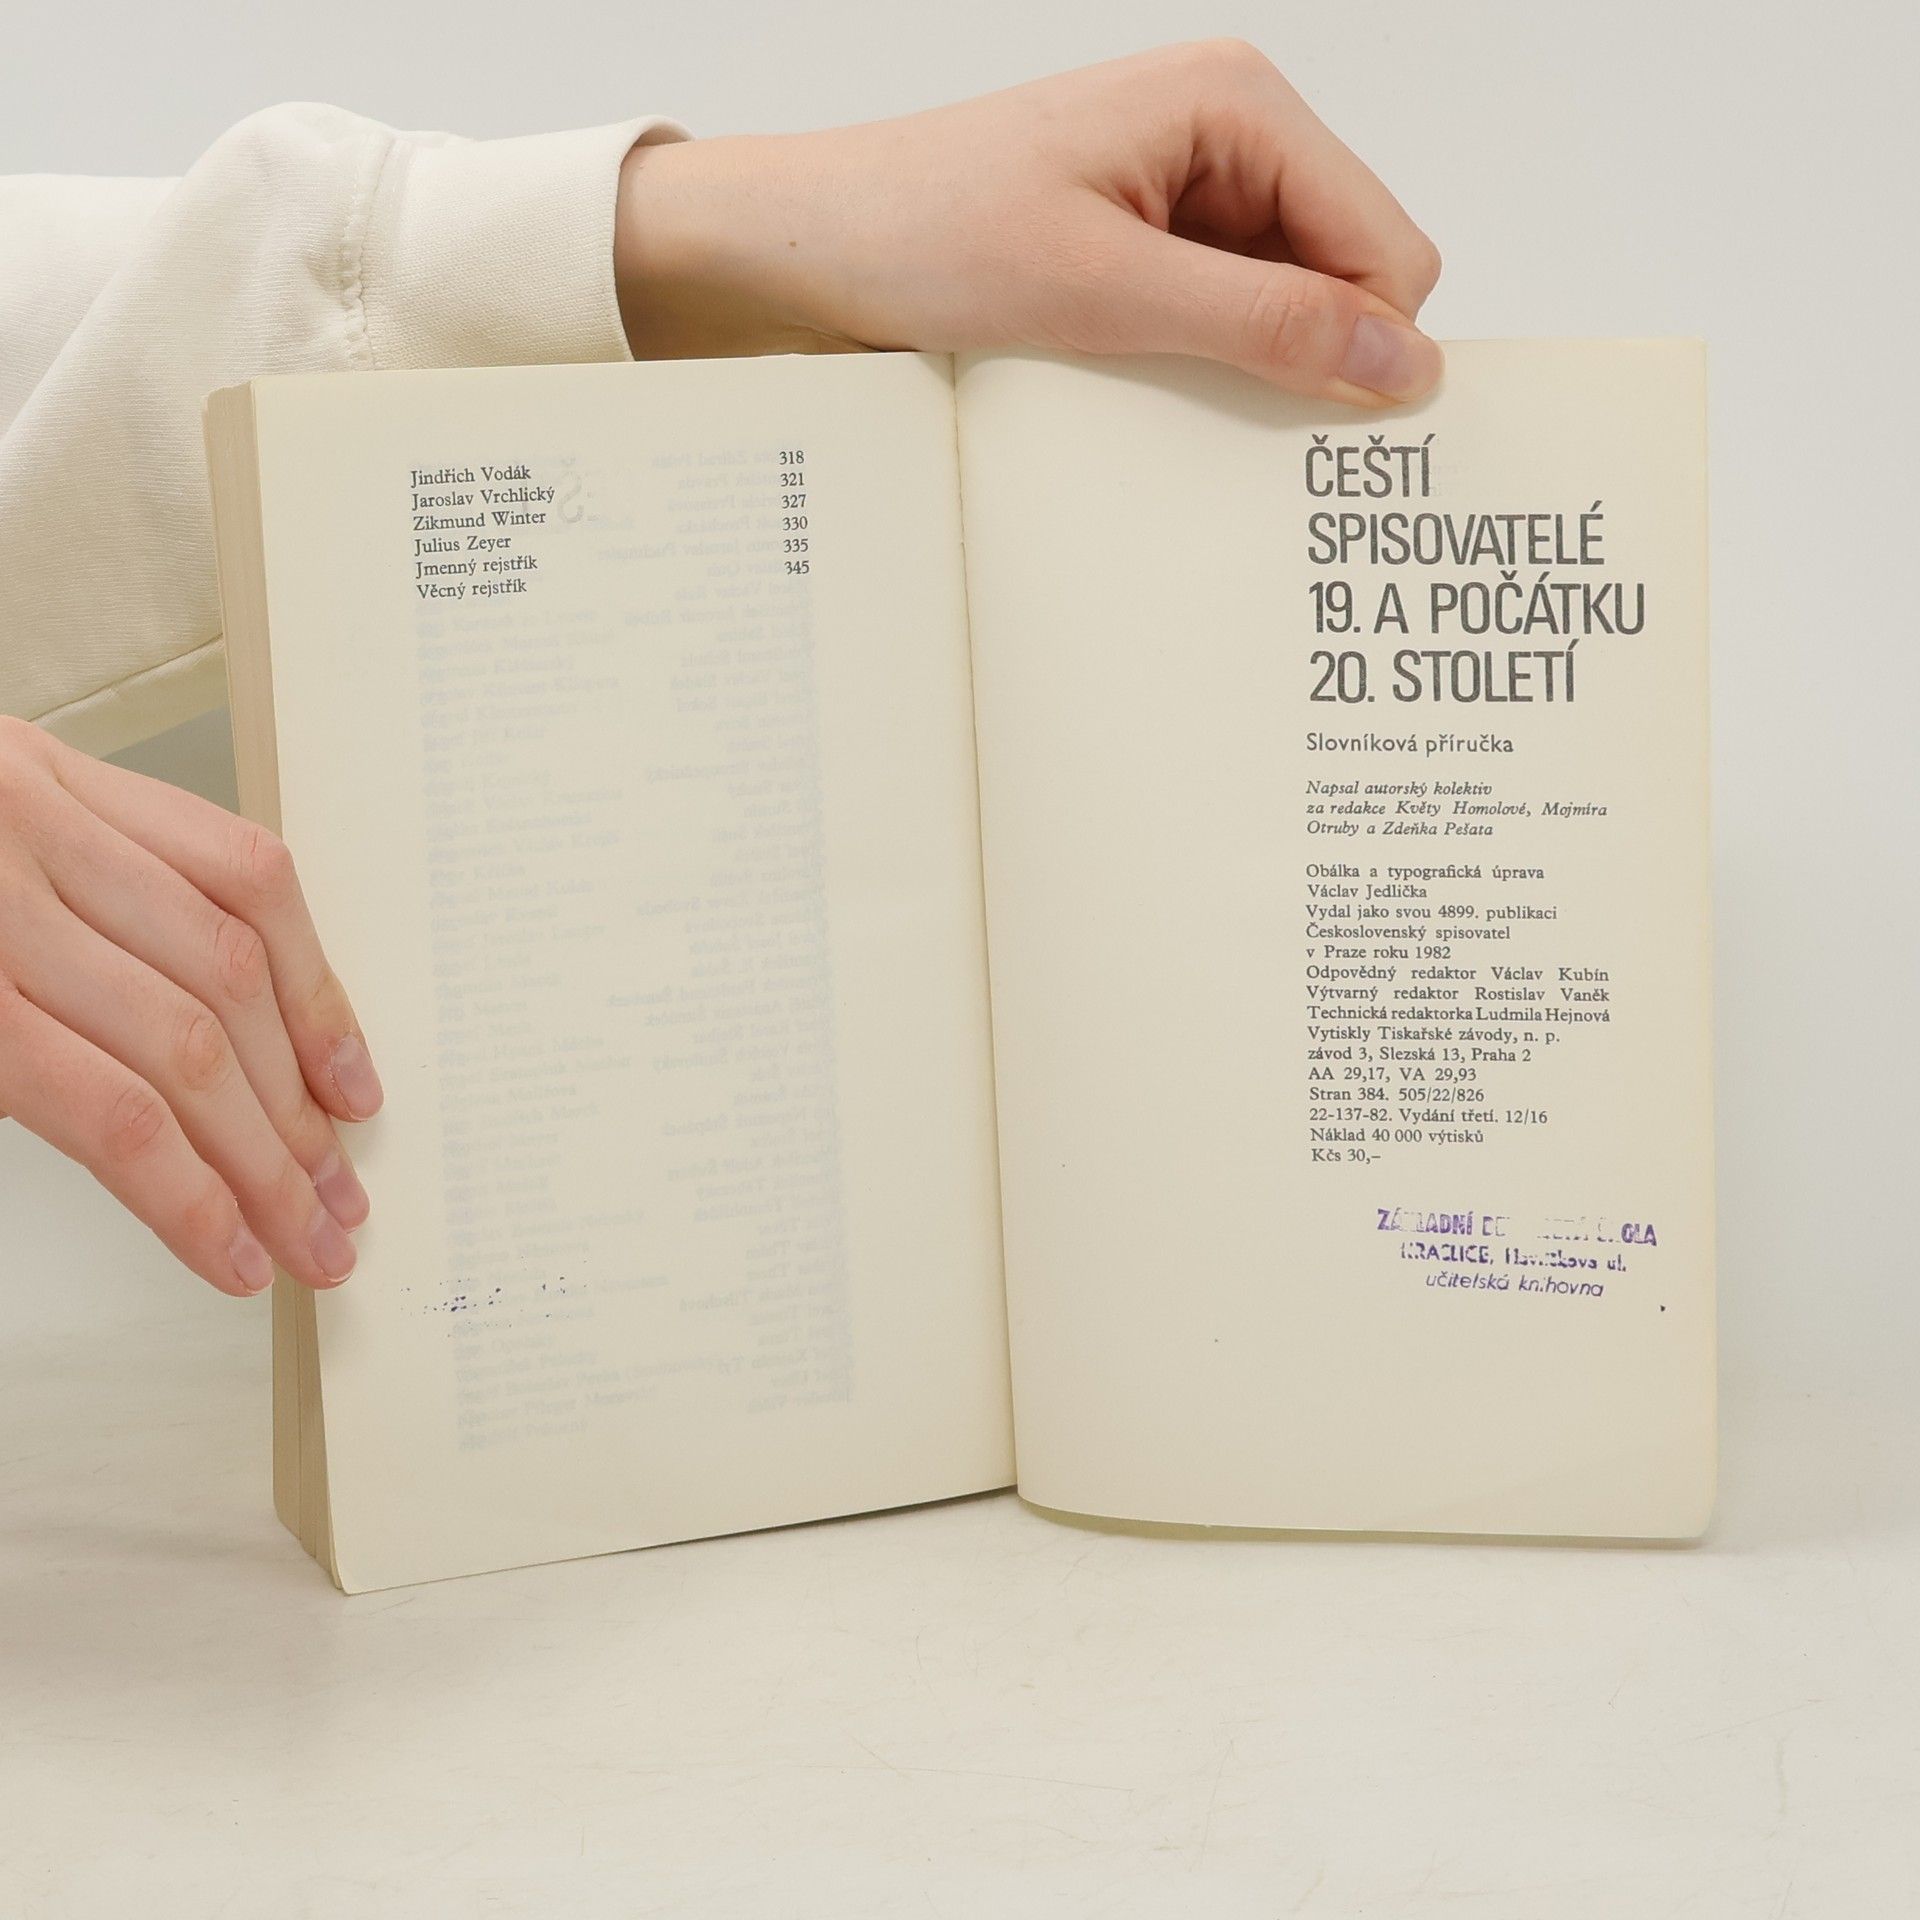 Jindřich Vodák 318
Jaroslav Vrchlický 321
Zikmund Winter 327
Julius Zeyer 330
Jmenný rejstřík 335
Věcný rejstřík 345
ČEŠTÍ
SPISOVATELÉ
19. A POČÁTKU
20. STOLETÍ
Slovníková příručka
Napsal autorský kolektiv
za redakce Květy Homolové, Mojmíra
Otruby a Zdeňka Pešata
Obálka a typografická úprava
Václav Jedlička
Vydal jako svou 4899. publikaci
Československý spisovatel
v Praze roku 1982
Odpovědný redaktor Václav Kubín
Výtvarný redaktor Rostislav Vaněk
Technická redaktorka Ludmila Hejnová
Vytiskly Tiskařské závody, n. p.
závod 3, Slezská 13, Praha 2
AA 29,17, VA 29,93
Stran 384. 505/22/826
22-137-82. Vydání třetí. 12/16
Náklad 40 000 výtisků
Kčs 30,–
ZÁKLADNÍ ŠKOLA
KRASLICE, ul.
učitelská knihovna